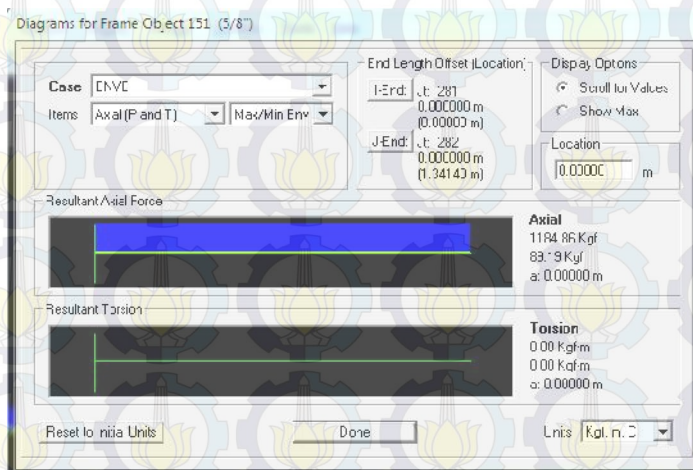 Diagrams for Frame Object 151 (5/8")
Case
Items Axial (P and T) Max/Min Env
End Length Offset (Location)
I-End: Jt: 281
0.000000 m
(0.00000 m)
J-End: Jt: 282
0.000000 m
(1.34140 m)
Display Options
Scroll for Values
Show Max
Location
0.00000 m
Resultant Axial Force
Axial
1184.86 Kgf
83.19 Kgf
at 0.00000 m
Resultant Torsion
Torsion
0.00 Kgf-m
0.00 Kgf-m
at 0.00000 m
Reset to Initial Units
Done
Units Kgf, m, C